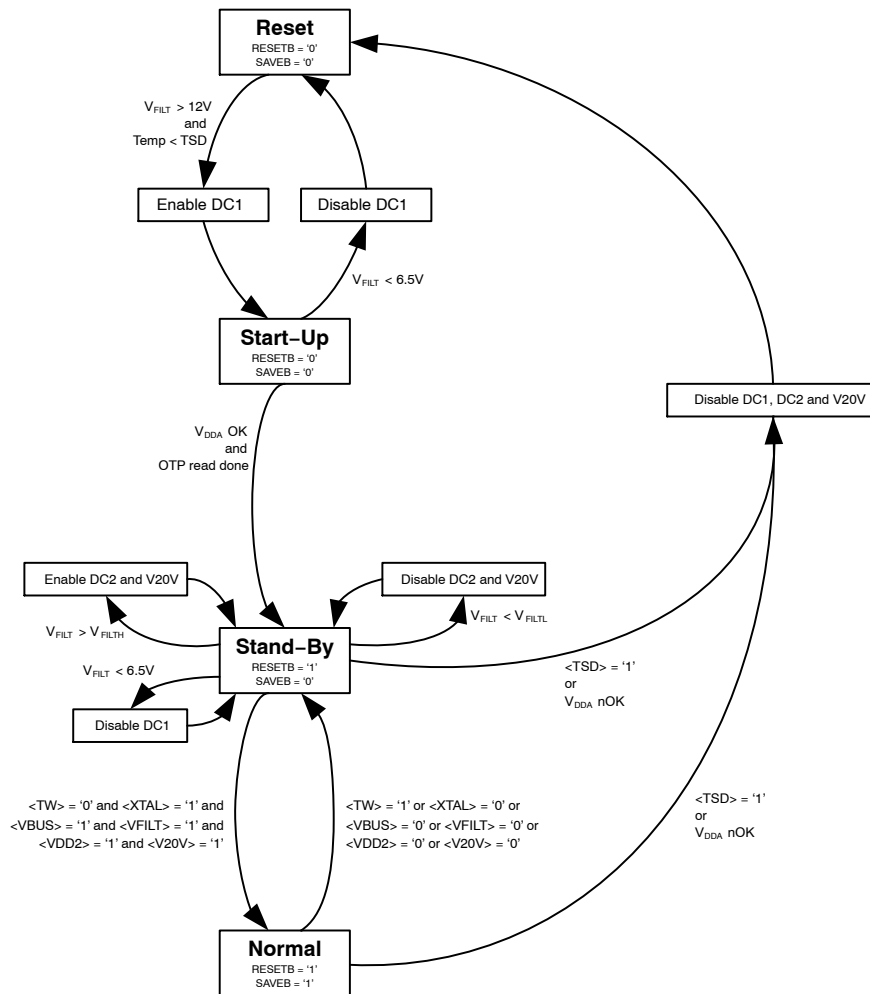 Reset
RESETB = ‘0’
SAVEB = ‘0’
VFILT > 12V
and
Temp < TSD
Enable DC1
Disable DC1
VFILT < 6.5V
Start−Up
RESETB = ‘0’
SAVEB = ‘0’
Disable DC1, DC2 and V20V
VDDA OK
and
OTP read done
Enable DC2 and V20V
Disable DC2 and V20V
VFILT > VFILTH
VFILT < VFILTL
Stand−By
RESETB = ‘1’
SAVEB = ‘0’
VFILT < 6.5V
Disable DC1
<TSD> = ‘1’
or
VDDA nOK
<TW> = ‘0’ and <XTAL> = ‘1’ and
<VBUS> = ‘1’ and <VFILT> = ‘1’ and
<VDD2> = ‘1’ and <V20V> = ‘1’
<TW> = ‘1’ or <XTAL> = ‘0’ or
<VBUS> = ‘0’ or <VFILT> = ‘0’ or
<VDD2> = ‘0’ or <V20V> = ‘0’
<TSD> = ‘1’
or
VDDA nOK
Normal
RESETB = ‘1’
SAVEB = ‘1’